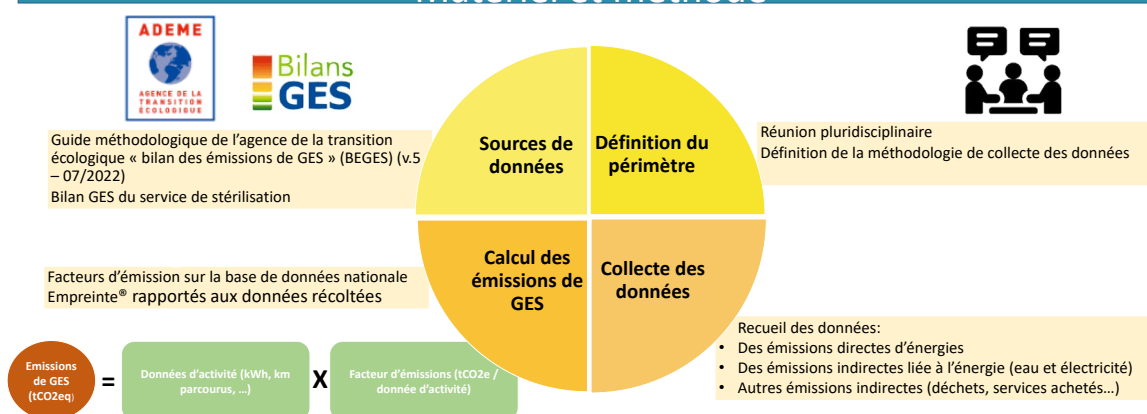 Matériel et méthode
ADEME
AGENCE DE LA
TRANSITION
ÉCOLOGIQUE
Bilans
GES
Guide méthodologique de l'agence de la transition
écologique « bilan des émissions de GES » (BEGES) (v.5
– 07/2022)
Bilan GES du service de stérilisation
Sources de
données
Définition du
périmètre
Réunion pluridisciplinaire
Définition de la méthodologie de collecte des données
Facteurs d'émission sur la base de données nationale
Empreinte® rapportés aux données récoltées
Calcul des
émissions de
GES
Collecte des
données
Recueil des données:
• Des émissions directes d'énergies
• Des émissions indirectes liée à l'énergie (eau et électricité)
• Autres émissions indirectes (déchets, services achetés…)
Emissions
de GES
(tCO2eq)
=
Données d'activité (kWh, km
parcourus, …)
X
Facteur d'émissions (tCO2e /
donnée d'activité)